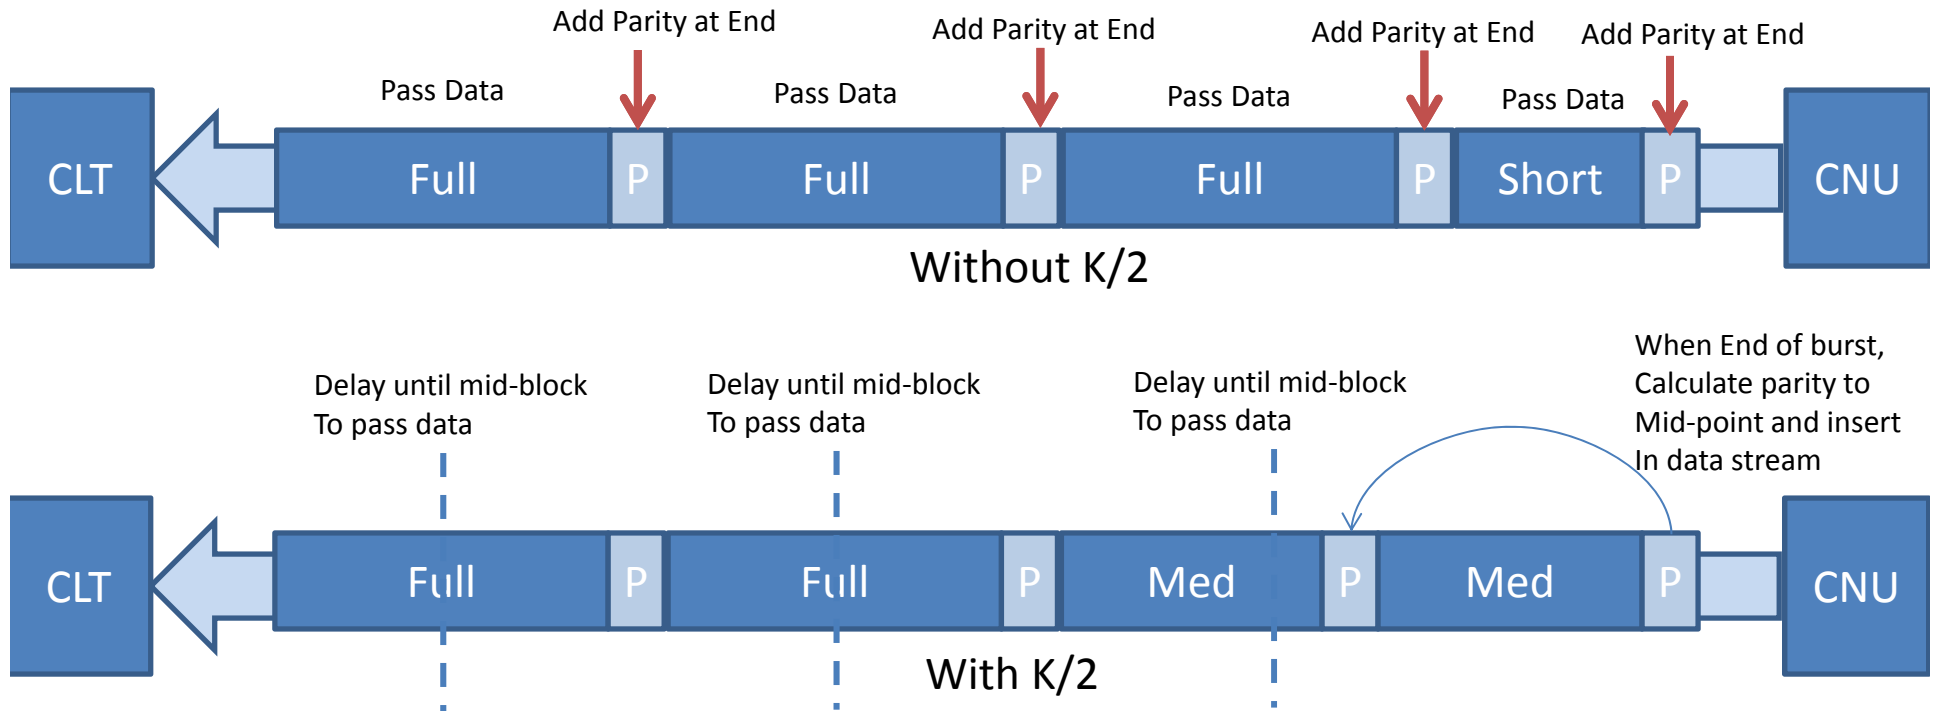 Add Parity at End
Add Parity at End
Add Parity at End
Add Parity at End
Pass Data
Pass Data
Pass Data
Pass Data
CLT
Full
P
Full
P
Full
P
Short
P
CNU
Without K/2
Delay until mid-block
To pass data
Delay until mid-block
To pass data
Delay until mid-block
To pass data
When End of burst,
Calculate parity to
Mid-point and insert
In data stream
CLT
Full
P
Full
P
Med
P
Med
P
CNU
With K/2